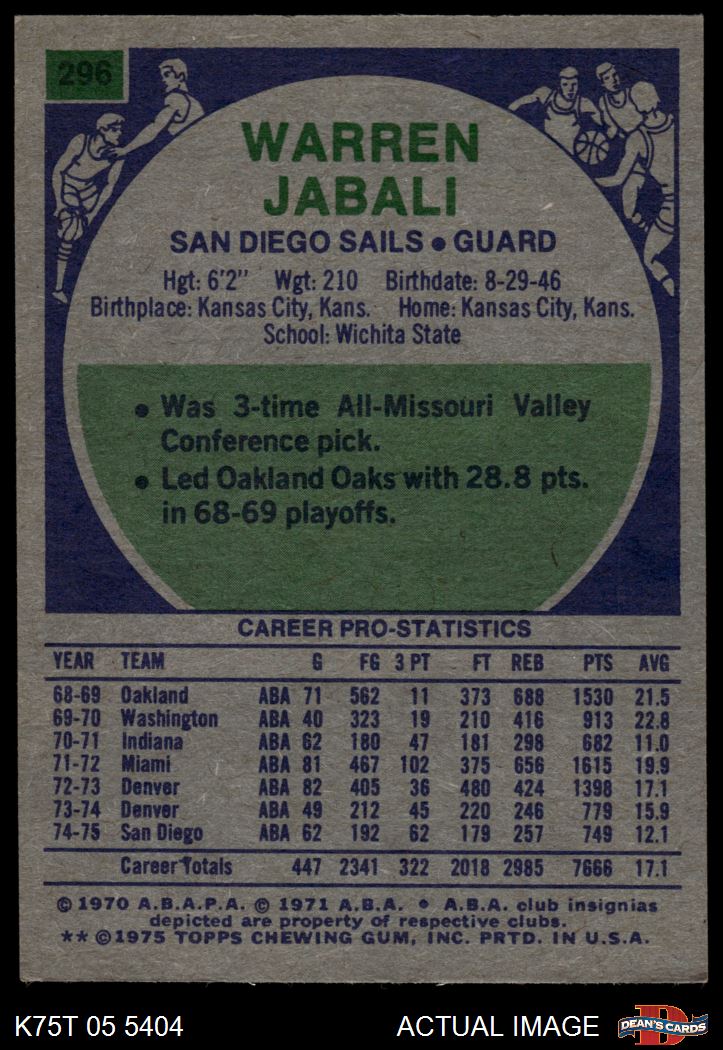 296
WARREN
JABALI
SAN DIEGO SAILS • GUARD
Hgt: 6'2" Wgt: 210 Birthdate: 8-29-46
Birthplace: Kansas City, Kans. Home: Kansas City, Kans.
School: Wichita State
• Was 3-time All-Missouri Valley
Conference pick.
• Led Oakland Oaks with 28.8 pts.
in 68-69 playoffs.
CAREER PRO-STATISTICS
YEAR TEAM G FG 3 PT FT REB PTS AVG
68-69 Oakland ABA 71 562 11 373 688 1530 21.5
69-70 Washington ABA 40 323 19 210 416 913 22.8
70-71 Indiana ABA 62 180 47 181 298 682 11.0
71-72 Miami ABA 81 467 102 375 656 1615 19.9
72-73 Denver ABA 82 405 36 480 424 1398 17.1
73-74 Denver ABA 49 212 45 220 246 779 15.9
74-75 San Diego ABA 62 192 62 179 257 749 12.1
Career Totals 447 2341 322 2018 2985 7666 17.1
© 1970 A.B.A.P.A. © 1971 A.B.A. • A.B.A. club insignias
depicted are property of respective clubs.
** ©1975 TOPPS CHEWING GUM, INC. PRTD. IN U.S.A.
K75T 05 5404 ACTUAL IMAGE D DEAN'S CARDS